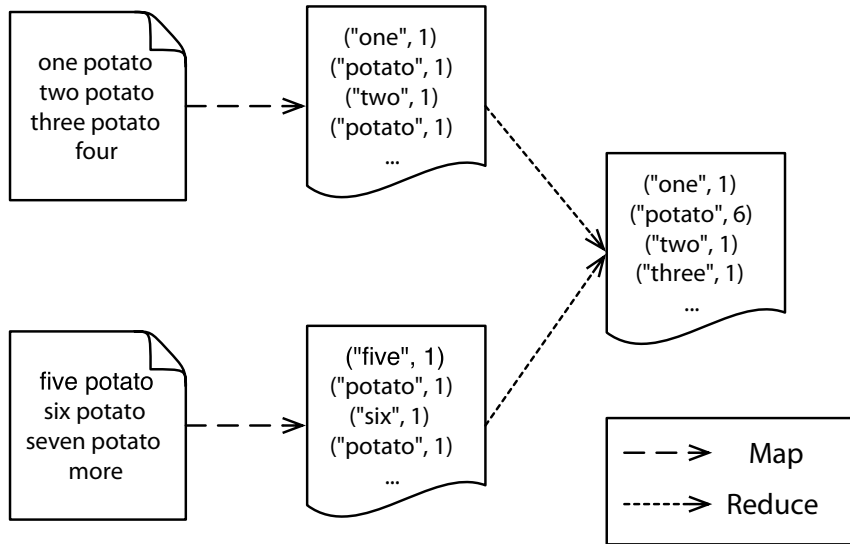 one potato
two potato
three potato
four
("one", 1)
("potato", 1)
("two", 1)
("potato", 1)
...
five potato
six potato
seven potato
more
("five", 1)
("potato", 1)
("six", 1)
("potato", 1)
...
("one", 1)
("potato", 6)
("two", 1)
("three", 1)
...
Map
Reduce